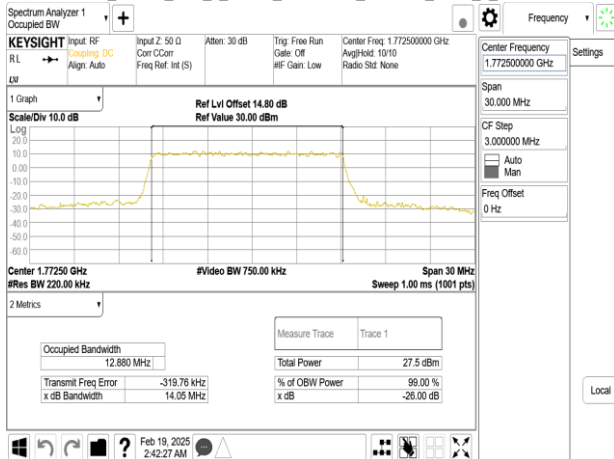 Spectrum Analyzer 1
Occupied BW
Frequency
KEYSIGHT
RL
Input: RF
Coupling: DC
Align: Auto
Input Z: 50 Ω
Corr CCorr
Freq Ref: Int (S)
Atten: 30 dB
Trig: Free Run
Gate: Off
#IF Gain: Low
Center Freq: 1.772500000 GHz
Avg|Hold: 10/10
Radio Std: None
Center Frequency
1.772500000 GHz
Settings
Span
30.000 MHz
CF Step
3.000000 MHz
Auto
Man
Freq Offset
0 Hz
Local
1 Graph
Scale/Div 10.0 dB
Ref Lvl Offset 14.80 dB
Ref Value 30.00 dBm
Log
20.0
10.0
0.00
-10.0
-20.0
-30.0
-40.0
-50.0
-60.0
Center 1.77250 GHz
#Video BW 750.00 kHz
Span 30 MHz
#Res BW 220.00 kHz
Sweep 1.00 ms (1001 pts)
2 Metrics
Measure Trace Trace 1
Occupied Bandwidth
12.880 MHz
Total Power 27.5 dBm
Transmit Freq Error -319.76 kHz
% of OBW Power 99.00 %
x dB Bandwidth 14.05 MHz
x dB -26.00 dB
Feb 19, 2025
2:42:27 AM